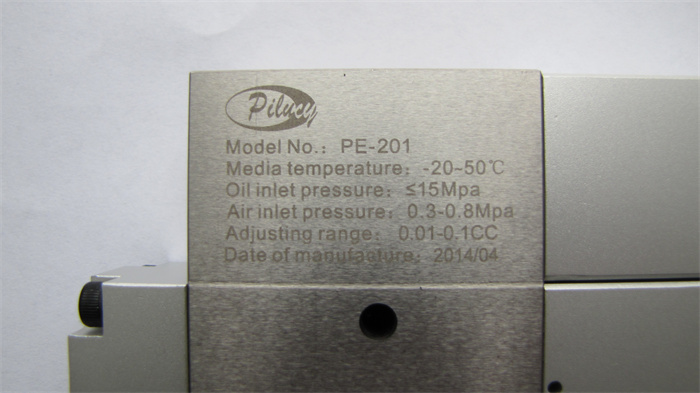 Pilucy
Model No.: PE-201
Media temperature: -20~50℃
Oil inlet pressure: ≤15Mpa
Air inlet pressure: 0.3-0.8Mpa
Adjusting range: 0.01-0.1CC
Date of manufacture: 2014/04